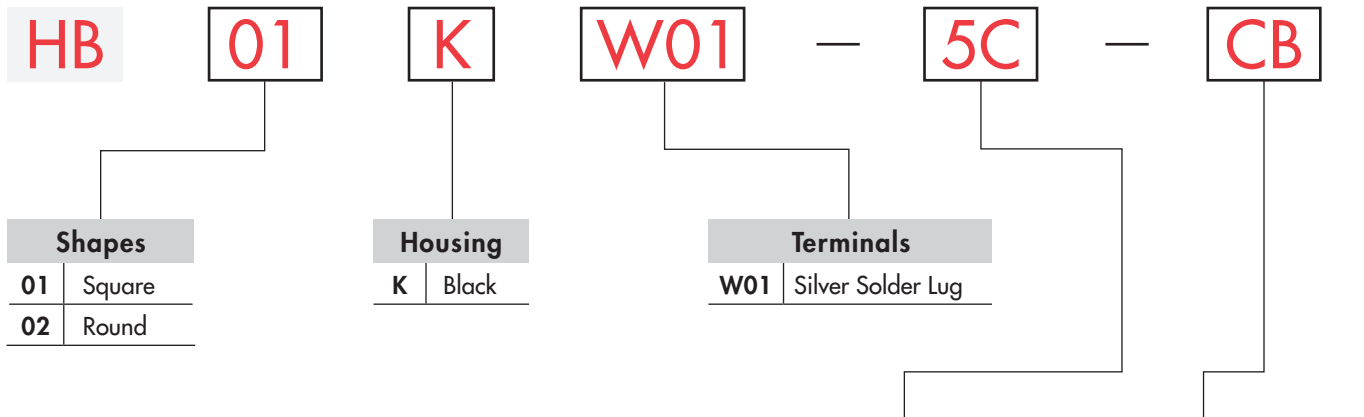 HB 01 K W01 — 5C — CB
Shapes Housing Terminals
01 Square K Black W01 Silver Solder Lug
02 Round